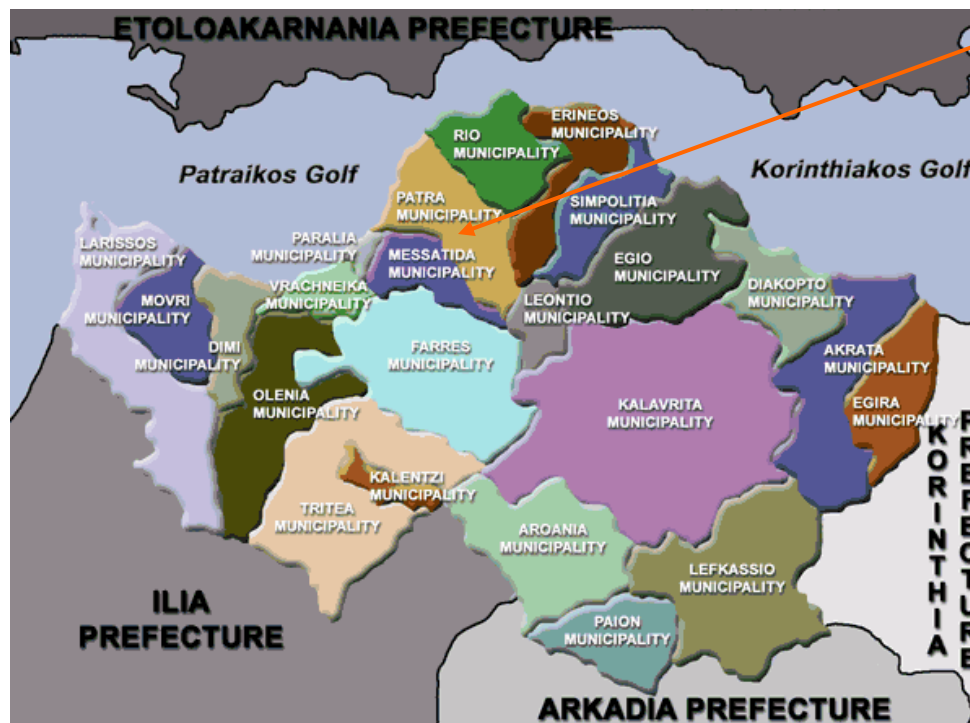 ETOLOAKARNANIA PREFECTURE
ERINEOS
MUNICIPALITY
RIO
MUNICIPALITY
Patraikos Golf
Korinthiakos Golf
PATRA
MUNICIPALITY
SIMPOLITIA
MUNICIPALITY
LARISSOS
MUNICIPALITY
PARALIA
MUNICIPALITY
MESSATIDA
MUNICIPALITY
EGIO
MUNICIPALITY
VRACHNEIKA
MUNICIPALITY
MOVRI
MUNICIPALITY
LEONTIO
MUNICIPALITY
DIAKOPTO
MUNICIPALITY
DIMI
MUNICIPALITY
FARRES
MUNICIPALITY
AKRATA
MUNICIPALITY
OLENIA
MUNICIPALITY
KALAVRITA
MUNICIPALITY
EGIRA
MUNICIPALITY
KALENTZI
MUNICIPALITY
TRITEA
MUNICIPALITY
AROANIA
MUNICIPALITY
LEFKASSIO
MUNICIPALITY
PAION
MUNICIPALITY
KORINTHIA
PREFECTURE
ILIA
PREFECTURE
ARKADIA PREFECTURE